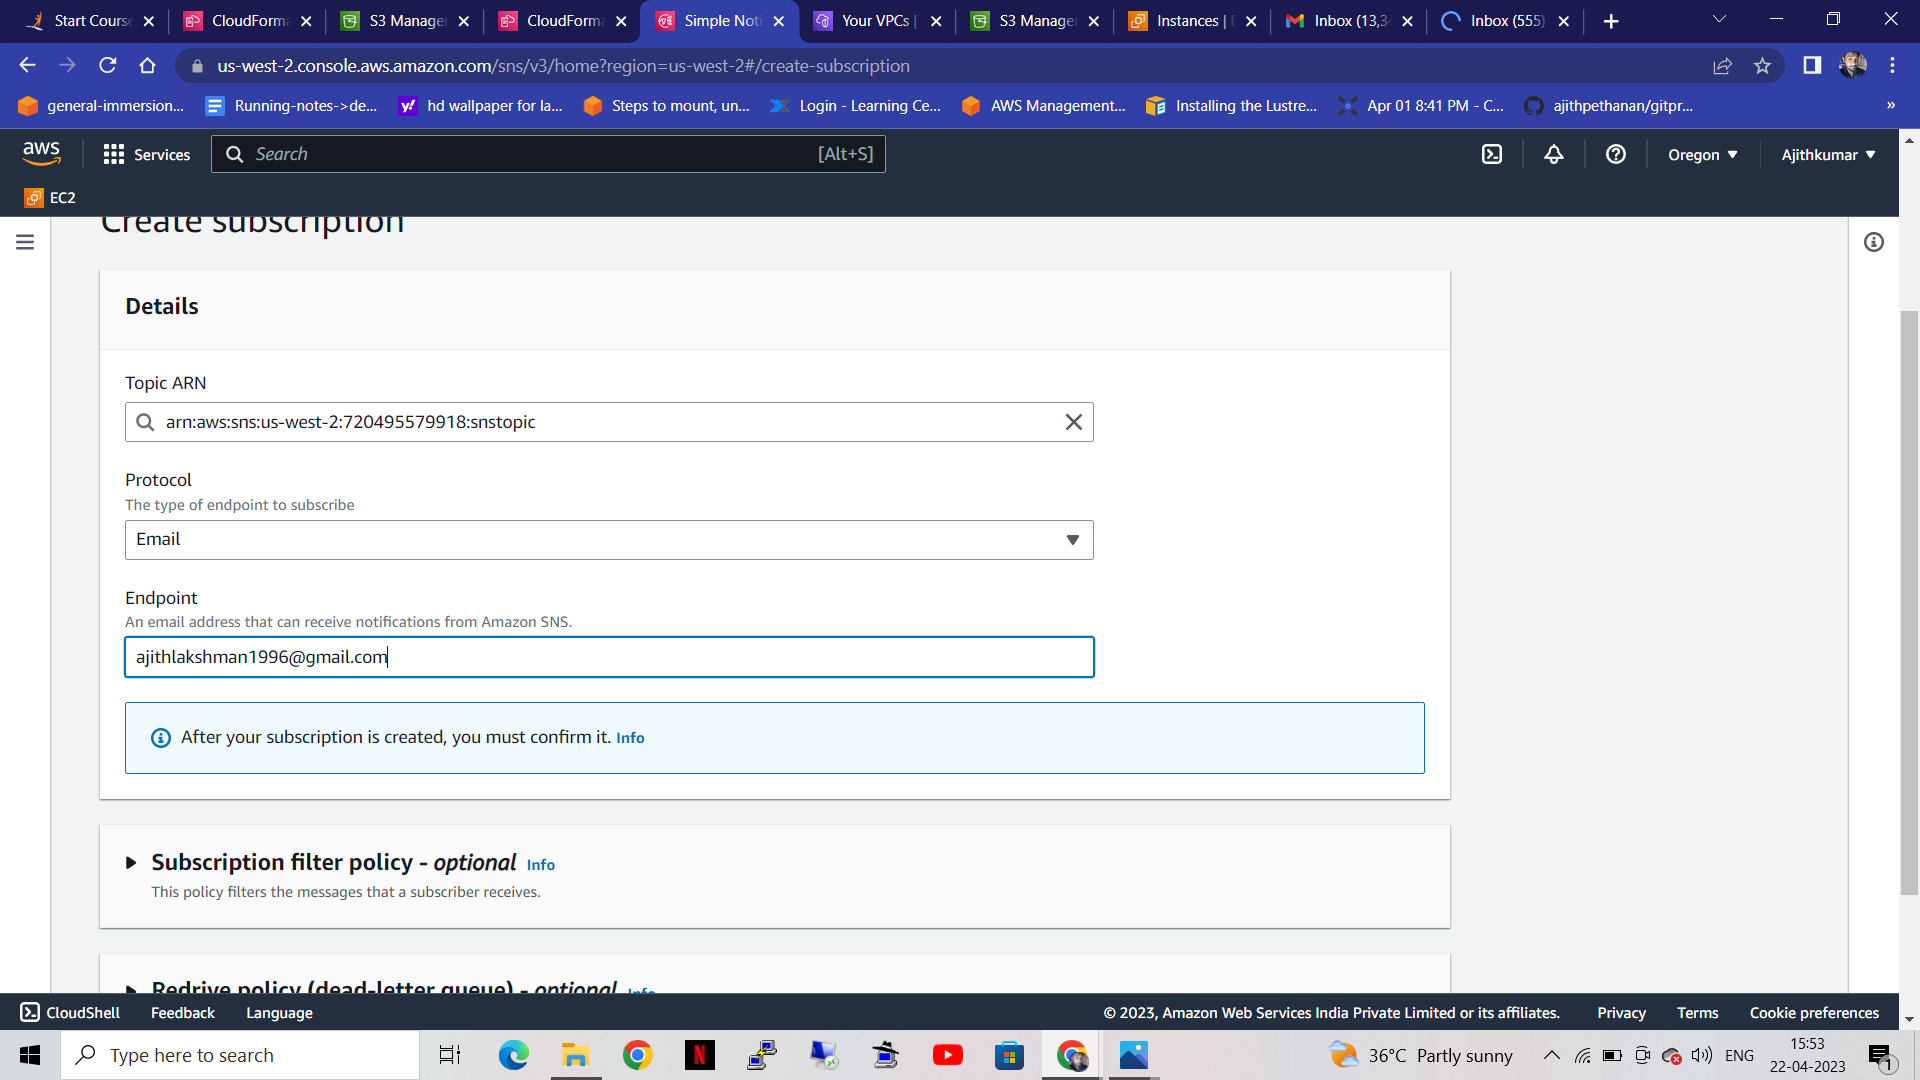 Start Course
CloudForma
S3 Manager
CloudForma
Simple Noti
Your VPCs |
S3 Manager
Instances | E
Inbox (13,3
Inbox (555)
us-west-2.console.aws.amazon.com/sns/v3/home?region=us-west-2#/create-subscription
general-immersion...
Running-notes->de...
hd wallpaper for la...
Steps to mount, un...
Login - Learning Ce...
AWS Management...
Installing the Lustre...
Apr 01 8:41 PM - C...
ajithpethanan/gitpr...
»
aws
Services
Search
[Alt+S]
Oregon
Ajithkumar
EC2
Create subscription
Details
Topic ARN
arn:aws:sns:us-west-2:720495579918:snstopic
Protocol
The type of endpoint to subscribe
Email
Endpoint
An email address that can receive notifications from Amazon SNS.
ajithlakshman1996@gmail.com
After your subscription is created, you must confirm it. Info
Subscription filter policy - optional Info
This policy filters the messages that a subscriber receives.
Redrive policy (dead-letter queue) - optional Info
CloudShell
Feedback
Language
© 2023, Amazon Web Services India Private Limited or its affiliates.
Privacy
Terms
Cookie preferences
Type here to search
36°C Partly sunny
ENG
15:53
22-04-2023
1